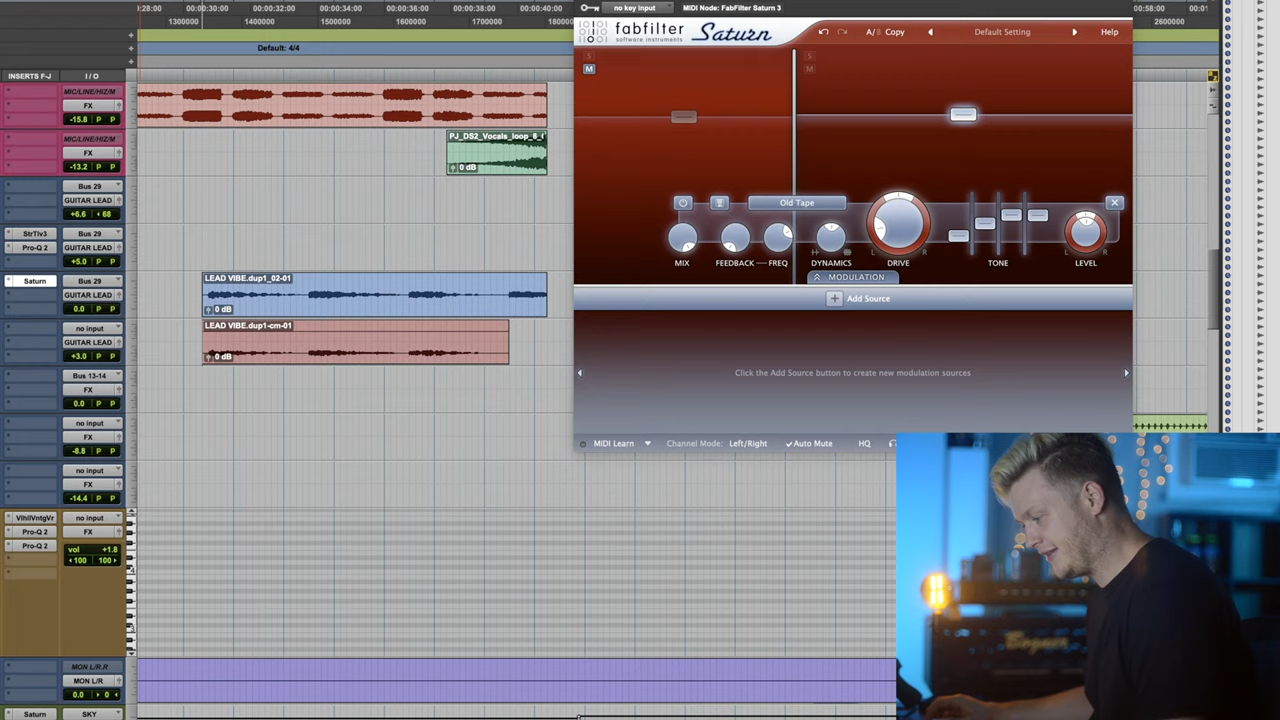 no key input
MIDI Node: FabFilter Saturn 3
:28:00
00:00:30:00
00:00:32:00
00:00:34:00
00:00:36:00
00:00:38:00
00:00:40:00
00:00:58:00
1300000
1400000
1500000
1600000
1700000
1800000
2600000
fabfilter
software instruments
Saturn
A/B Copy
Default Setting
Help
Default: 4/4
INSERTS F-J
I / O
S
M
S
M
MIC/LINE/HIZ/M
FX
-15.8 P P
MIC/LINE/HIZ/M
FX
-13.2 P P
PJ_DS2_Vocals_loop_8_
0 dB
Bus 29
GUITAR LEAD
+6.6 68
StrTiv3
Bus 29
Pro-Q 2
GUITAR LEAD
+5.0 P P
Saturn
Bus 29
GUITAR LEAD
0.0 P P
LEAD VIBE.dup1_02-01
0 dB
no input
GUITAR LEAD
+3.0 P P
LEAD VIBE.dup1-cm-01
0 dB
Bus 13-14
FX
0.0 P P
no input
FX
-8.8 P P
no input
FX
-14.4 P P
VlhllVntgVr
no input
Pro-Q 2
FX
Pro-Q 2
vol +1.8
100 100
4
3
MON L/R.R
MON L/R
0.0 0
Saturn
SKY
Old Tape
MIX
FEEDBACK
FREQ
DYNAMICS
L
R
DRIVE
TONE
L
R
LEVEL
MODULATION
Add Source
Click the Add Source button to create new modulation sources
MIDI Learn
Channel Mode: Left/Right
Auto Mute
HQ